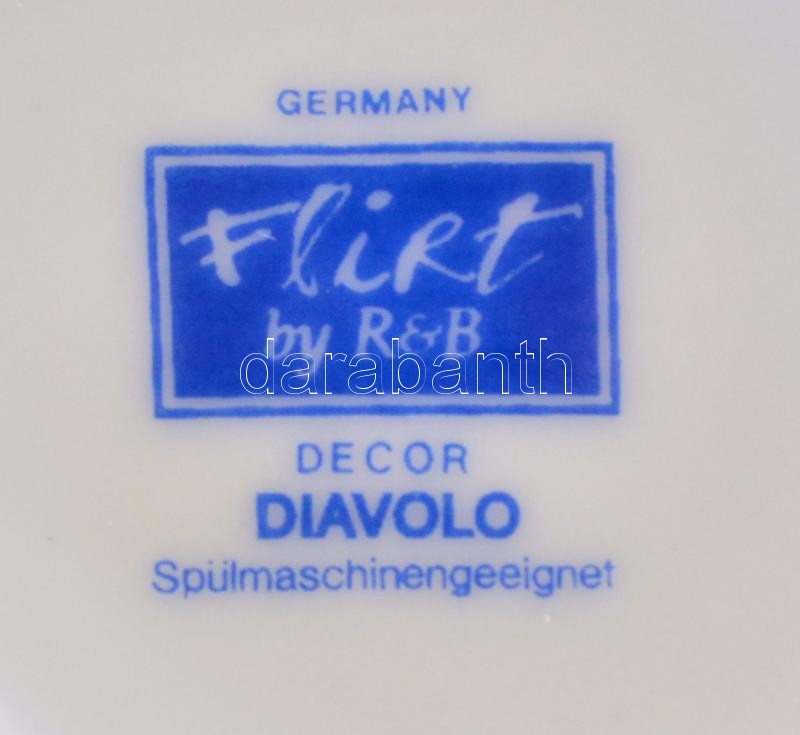 GERMANY
Flirt
by R&B
darabanth
DECOR
DIAVOLO
Spülmaschinengeeignet